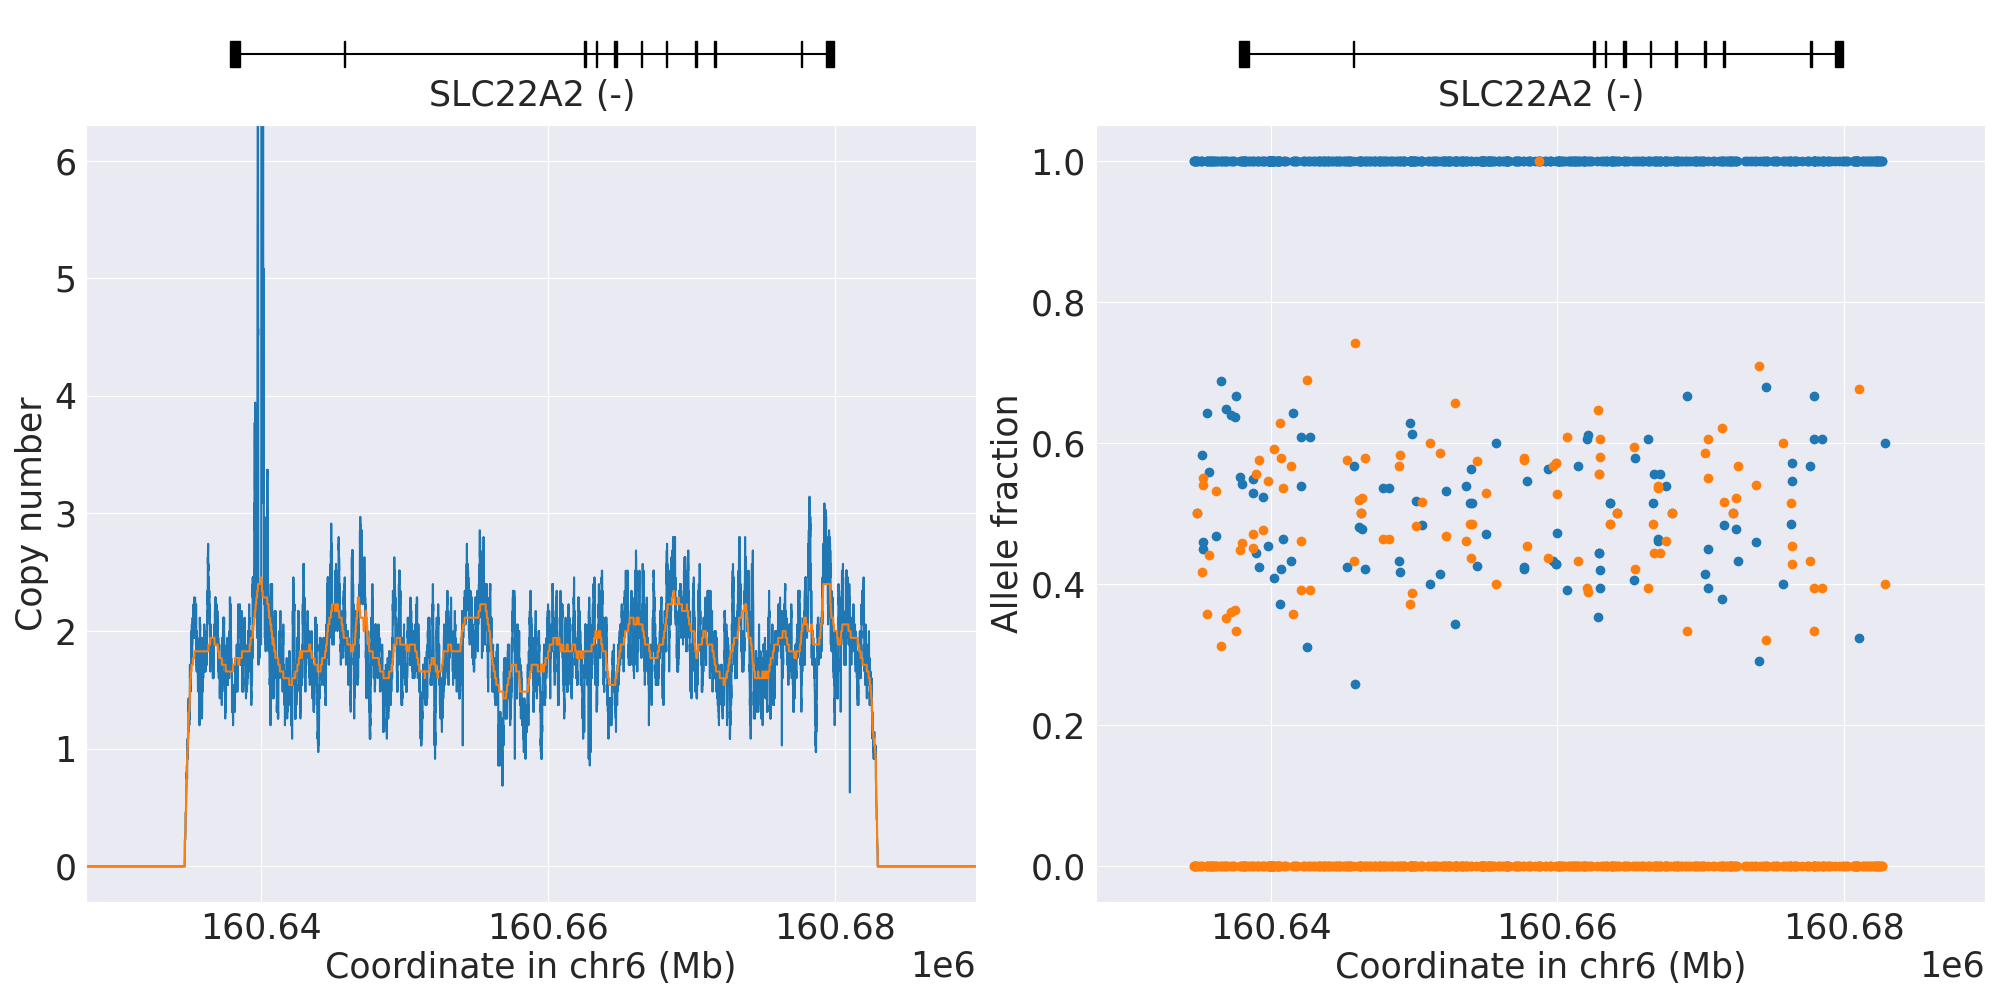 SLC22A2 (-)
6
5
4
3
2
1
0
Copy number
160.64 160.66 160.68
Coordinate in chr6 (Mb) 1e6
SLC22A2 (-)
1.0
0.8
0.6
0.4
0.2
0.0
Allele fraction
160.64 160.66 160.68
Coordinate in chr6 (Mb) 1e6